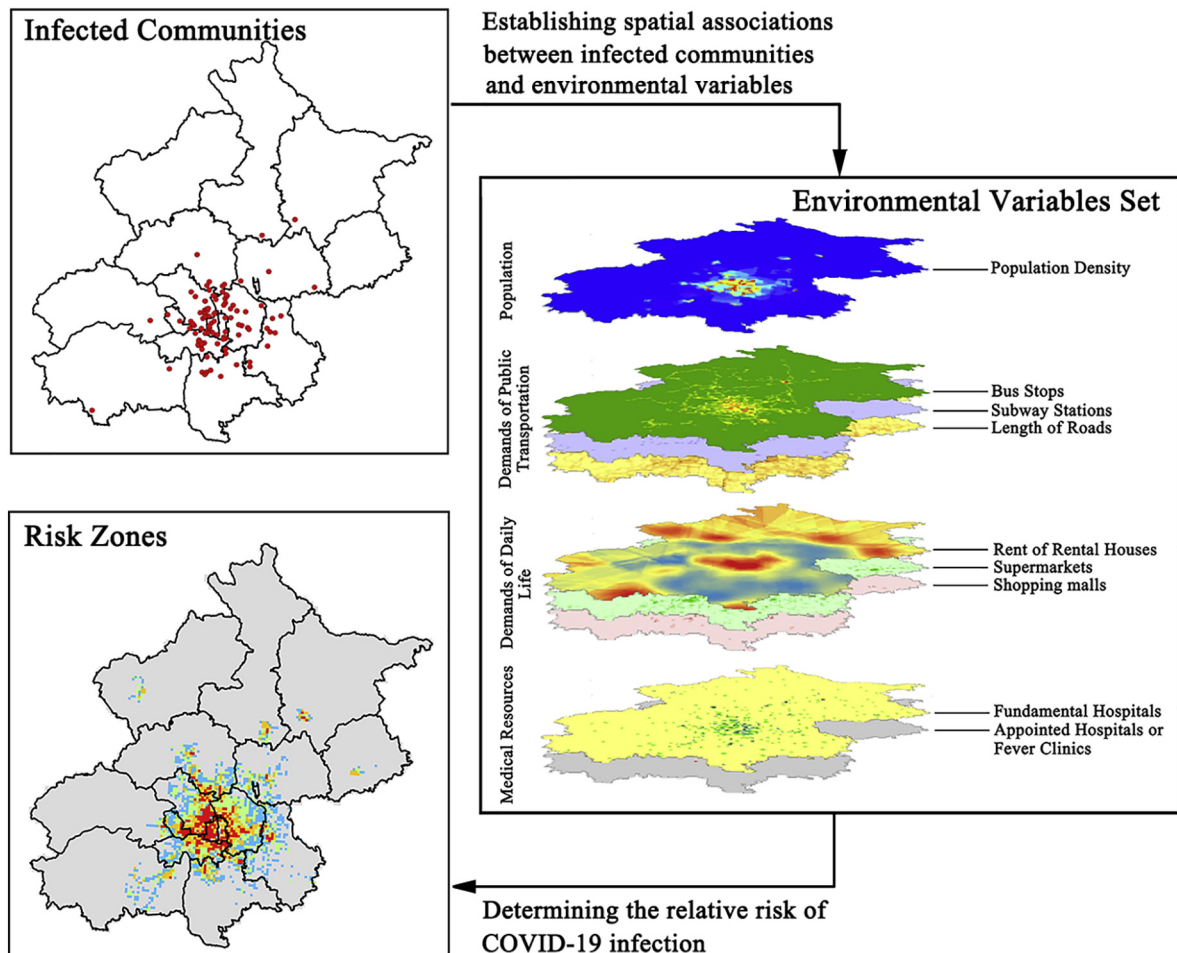 Infected Communities
Establishing spatial associations
between infected communities
and environmental variables
Environmental Variables Set
Population
Population Density
Demands of Public
Transportation
Bus Stops
Subway Stations
Length of Roads
Demands of Daily
Life
Rent of Rental Houses
Supermarkets
Shopping malls
Medical Resources
Fundamental Hospitals
Appointed Hospitals or
Fever Clinics
Risk Zones
Determining the relative risk of
COVID-19 infection